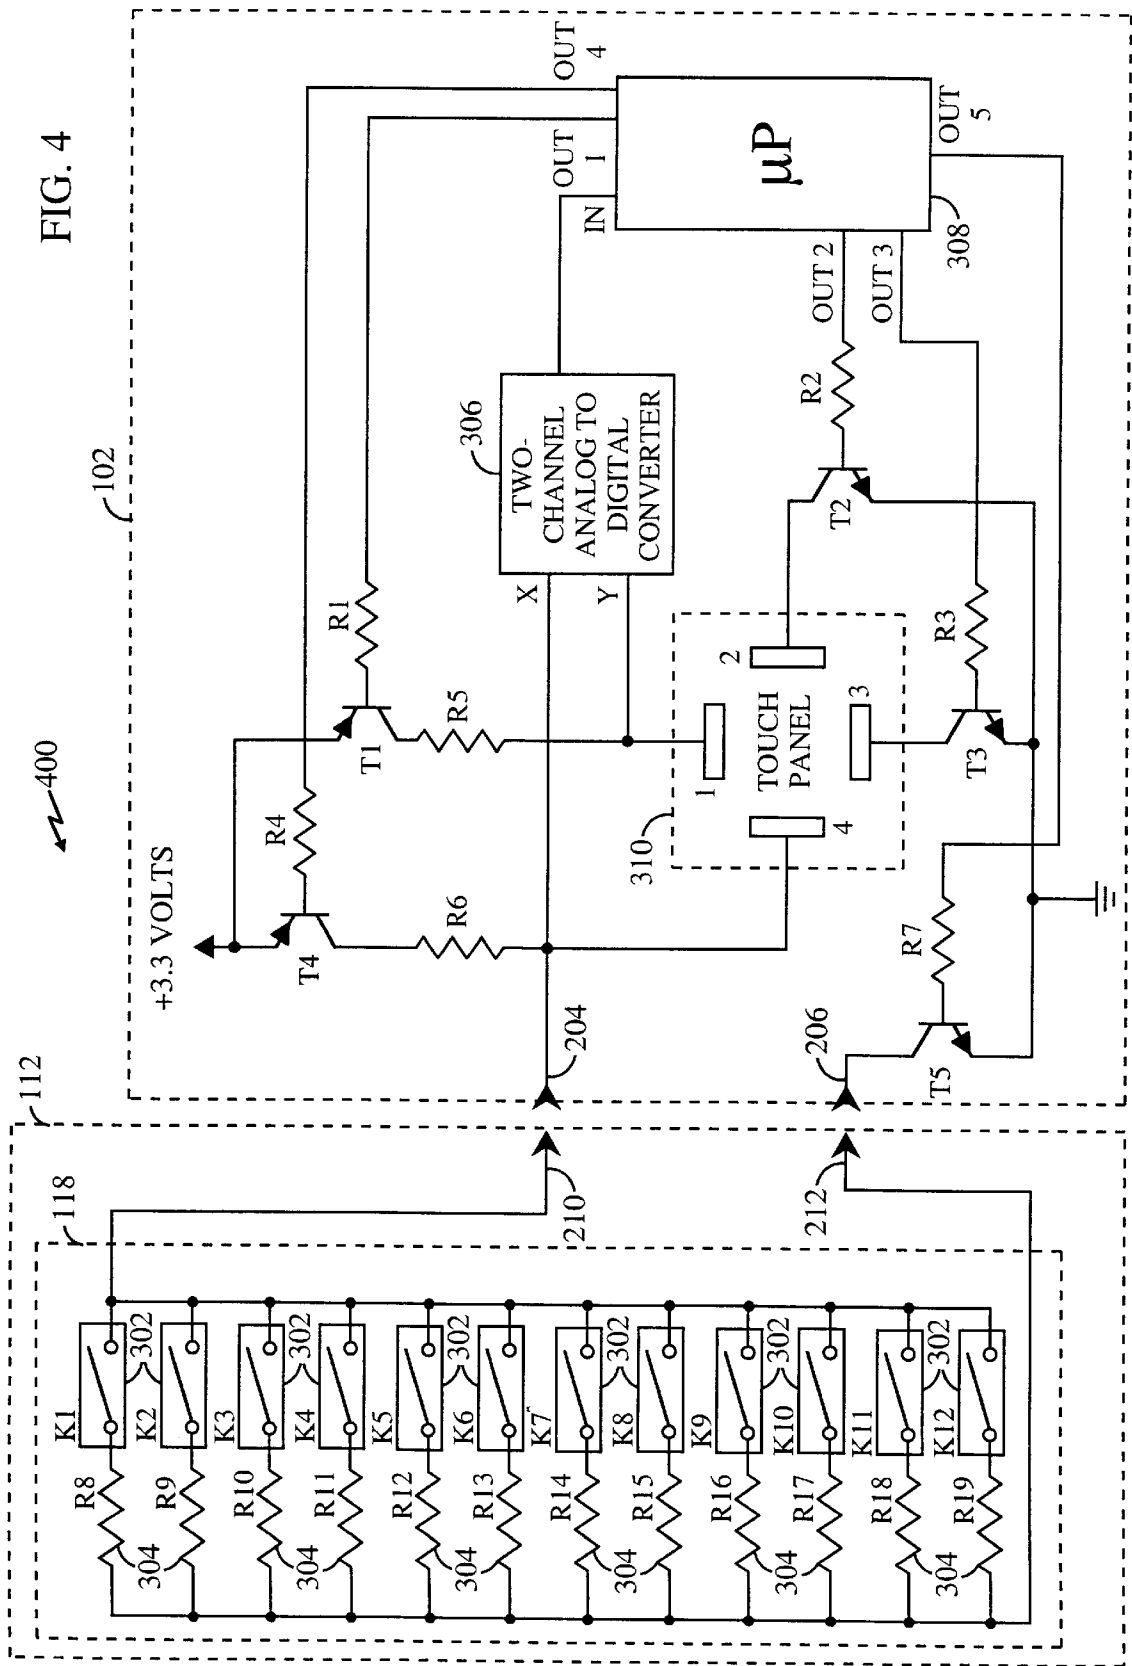 FIG. 4
400
102
112
118
+3.3 VOLTS
OUT 4
OUT 1
IN
μP
308
OUT 2
OUT 3
OUT 5
306
TWO-
CHANNEL
ANALOG TO
DIGITAL
CONVERTER
X
Y
R1
R2
R3
R4
R5
R6
R7
T1
T2
T3
T4
T5
310
TOUCH
PANEL
1
2
3
4
204
206
210
212
K1
K2
K3
K4
K5
K6
K7
K8
K9
K10
K11
K12
302
302
302
302
302
302
R8
R9
R10
R11
R12
R13
R14
R15
R16
R17
R18
R19
304
304
304
304
304
304